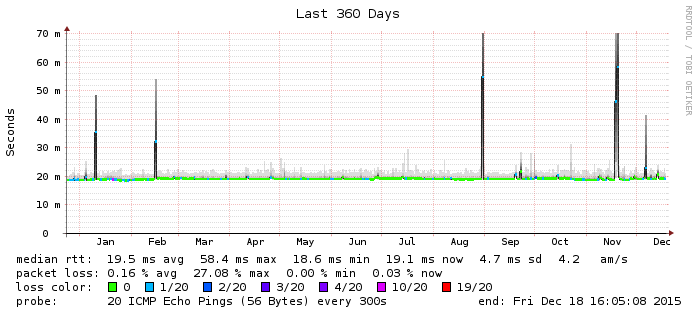 Last 360 Days
RRDTOOL / TOBI OETIKER
Seconds
70 m
60 m
50 m
40 m
30 m
20 m
10 m
0
Jan Feb Mar Apr May Jun Jul Aug Sep Oct Nov Dec
median rtt: 19.5 ms avg 58.4 ms max 18.6 ms min 19.1 ms now 4.7 ms sd 4.2 am/s
packet loss: 0.16 % avg 27.08 % max 0.00 % min 0.03 % now
loss color: 0 1/20 2/20 3/20 4/20 10/20 19/20
probe: 20 ICMP Echo Pings (56 Bytes) every 300s end: Fri Dec 18 16:05:08 2015